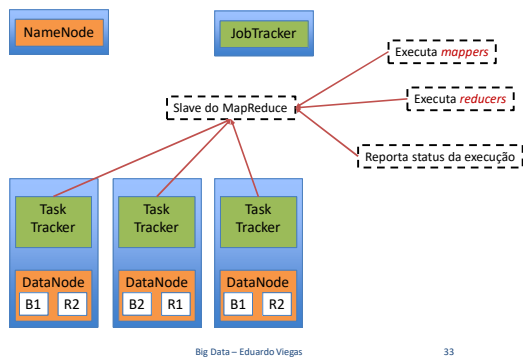 NameNode
JobTracker
Executa mappers
Slave do MapReduce
Executa reducers
Reporta status da execução
Task
Tracker
DataNode
B1 R2
Task
Tracker
DataNode
B2 R1
Task
Tracker
DataNode
B1 R2
Big Data – Eduardo Viegas
33